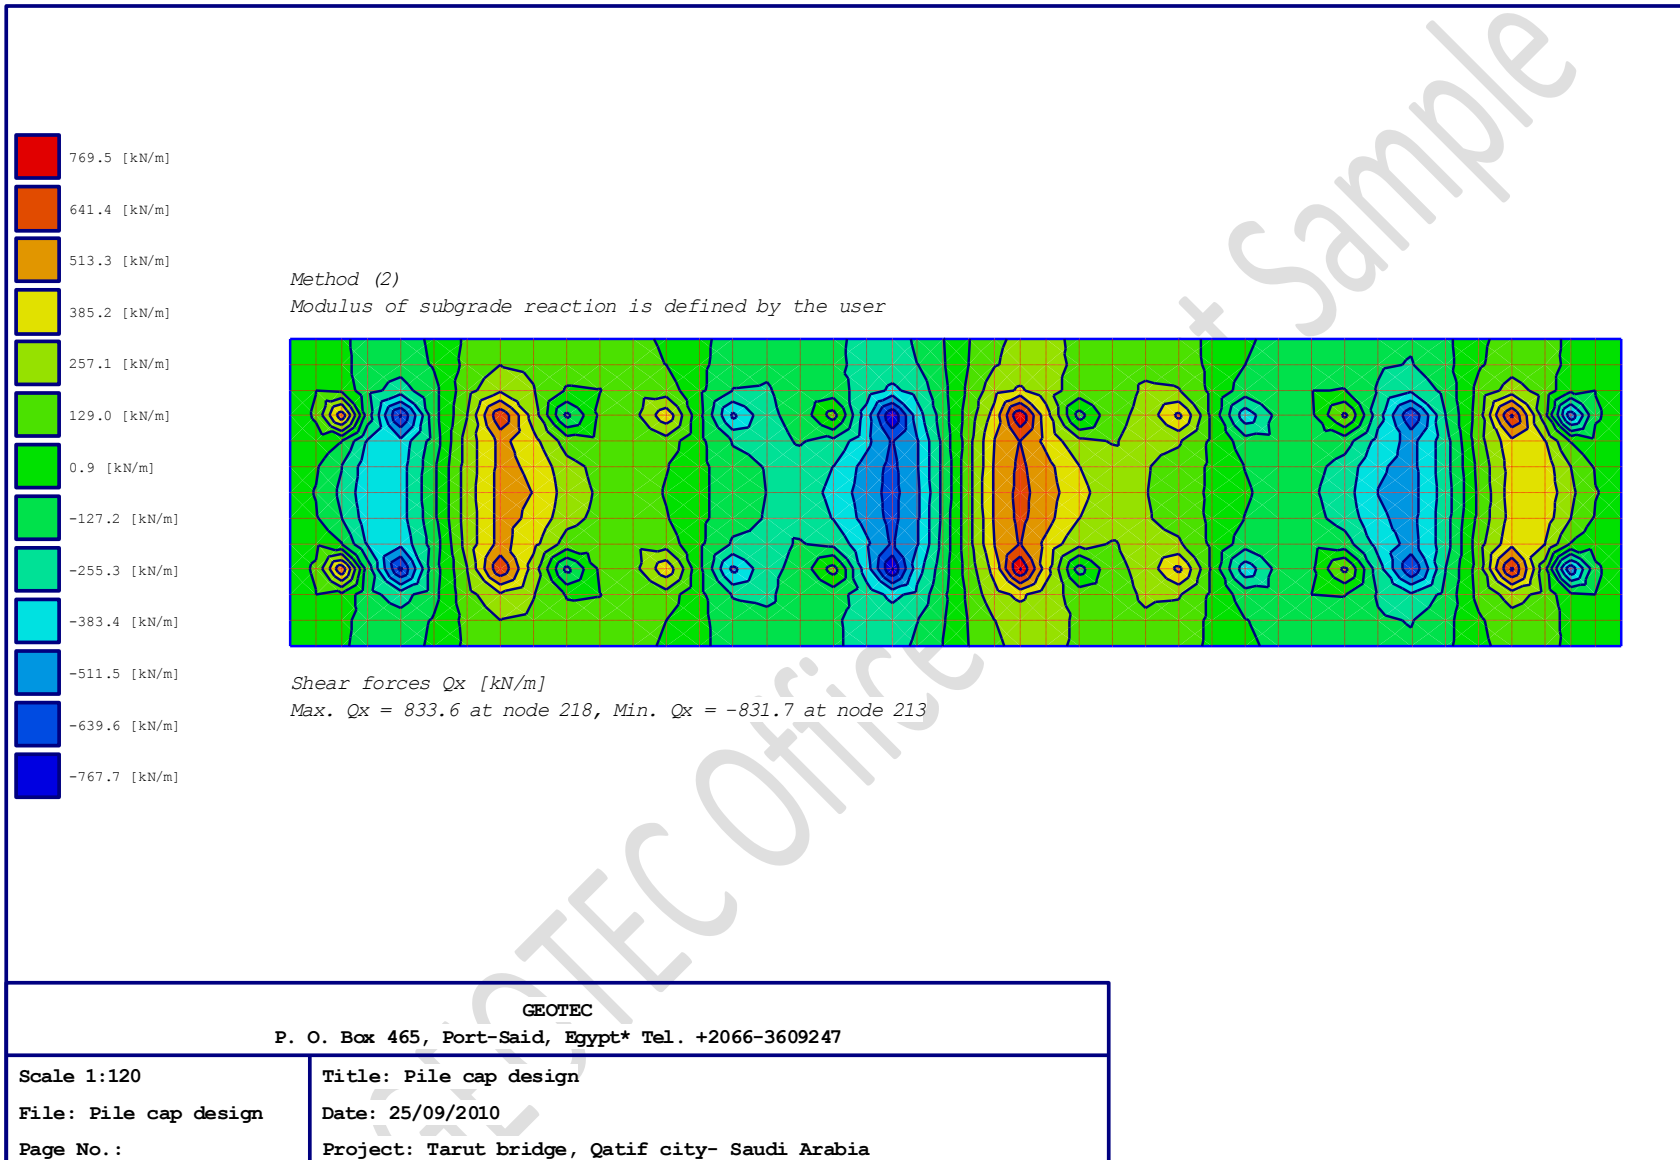 769.5 [kN/m]
641.4 [kN/m]
513.3 [kN/m]
385.2 [kN/m]
257.1 [kN/m]
129.0 [kN/m]
0.9 [kN/m]
-127.2 [kN/m]
-255.3 [kN/m]
-383.4 [kN/m]
-511.5 [kN/m]
-639.6 [kN/m]
-767.7 [kN/m]
Method (2)
Modulus of subgrade reaction is defined by the user
Shear forces Qx [kN/m]
Max. Qx = 833.6 at node 218, Min. Qx = -831.7 at node 213
GEOTEC
P. O. Box 465, Port-Said, Egypt* Tel. +2066-3609247
Scale 1:120
File: Pile cap design
Page No.:
Title: Pile cap design
Date: 25/09/2010
Project: Tarut bridge, Qatif city- Saudi Arabia
Office
Sample